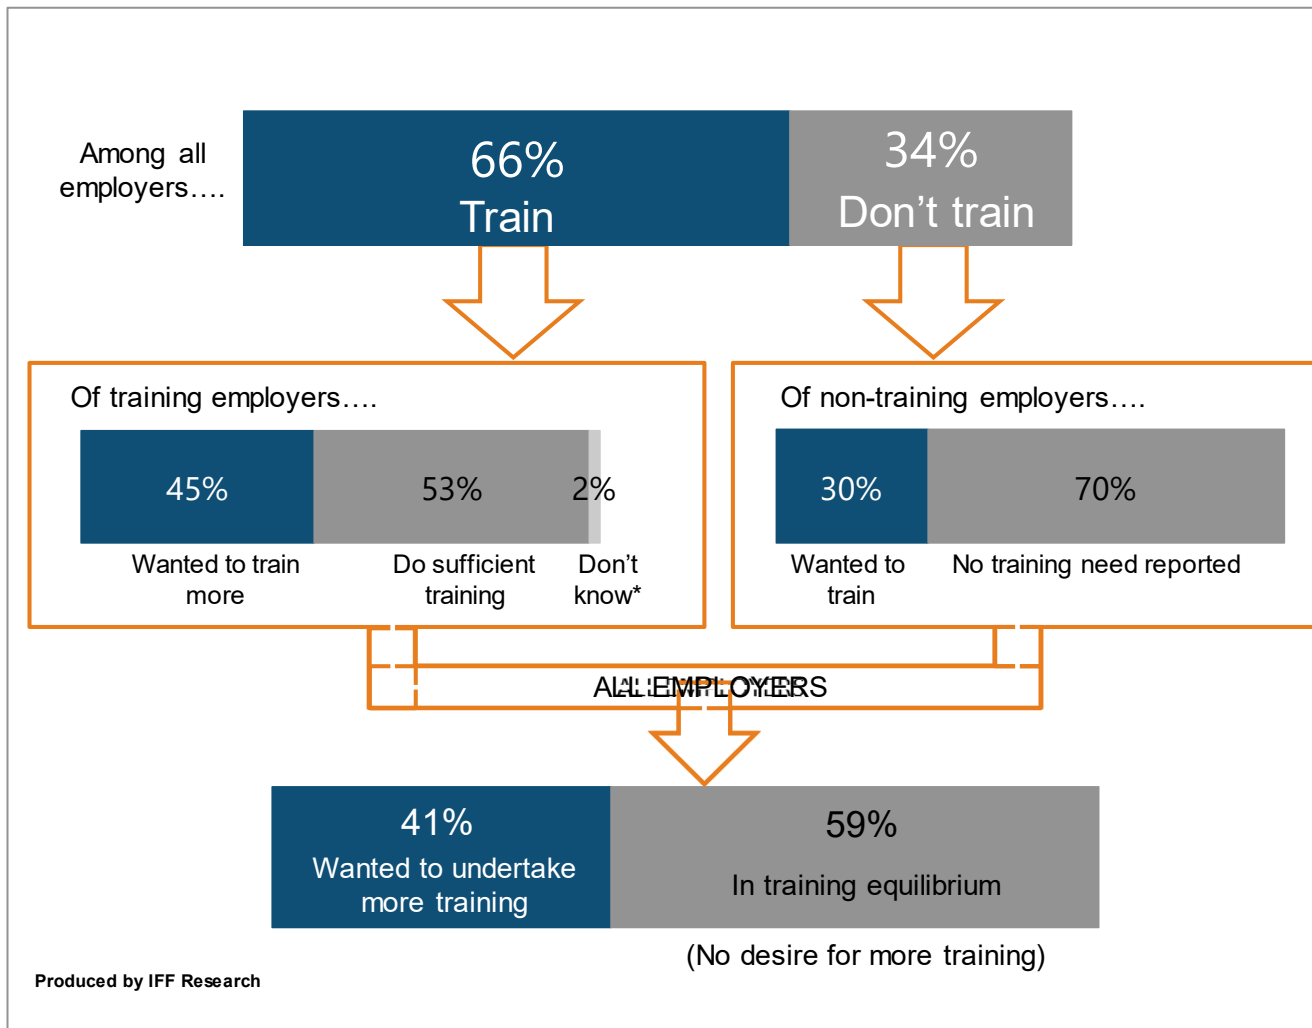 Among all
employers….
66%
Train
34%
Don’t train
Of training employers….
45%
53%
2%
Wanted to train
more
Do sufficient
training
Don’t
know*
Of non-training employers….
30%
70%
Wanted to
train
No training need reported
ALL EMPLOYERS
41%
Wanted to undertake
more training
59%
In training equilibrium
(No desire for more training)
Produced by IFF Research